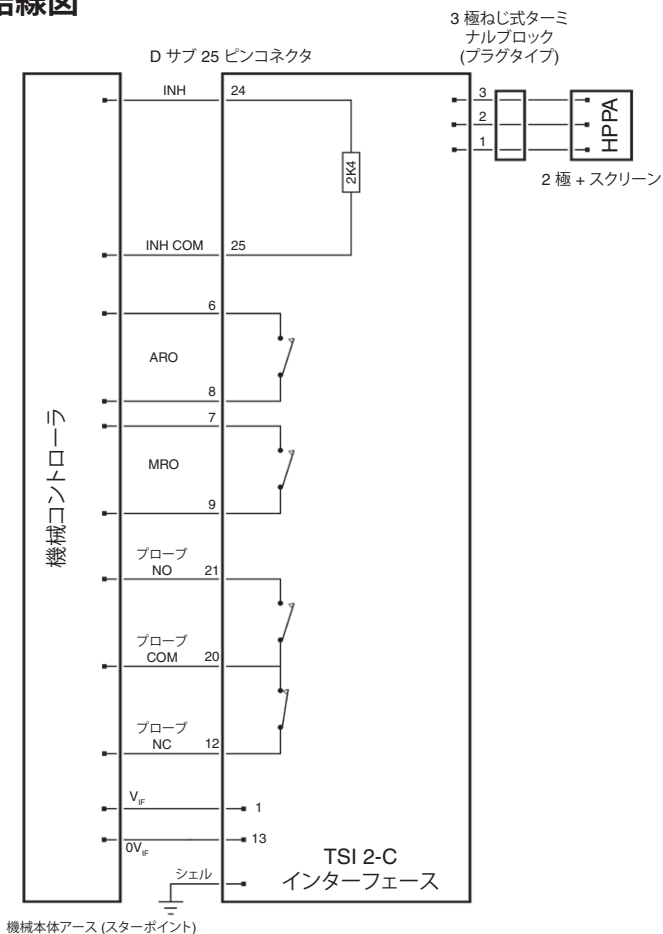 結線図
3 極ねじ式ターミ
ナルブロック
(プラグタイプ)
D サブ 25 ピンコネクタ
INH
24
3
2
1
HPPA
2 極 + スクリーン
2K4
INH COM
25
6
ARO
8
7
MRO
9
機械コントローラ
プローブ
NO
21
プローブ
COM
20
プローブ
NC
12
VIF
1
0VIF
13
TSI 2-C
インターフェース
シェル
機械本体アース (スターポイント)